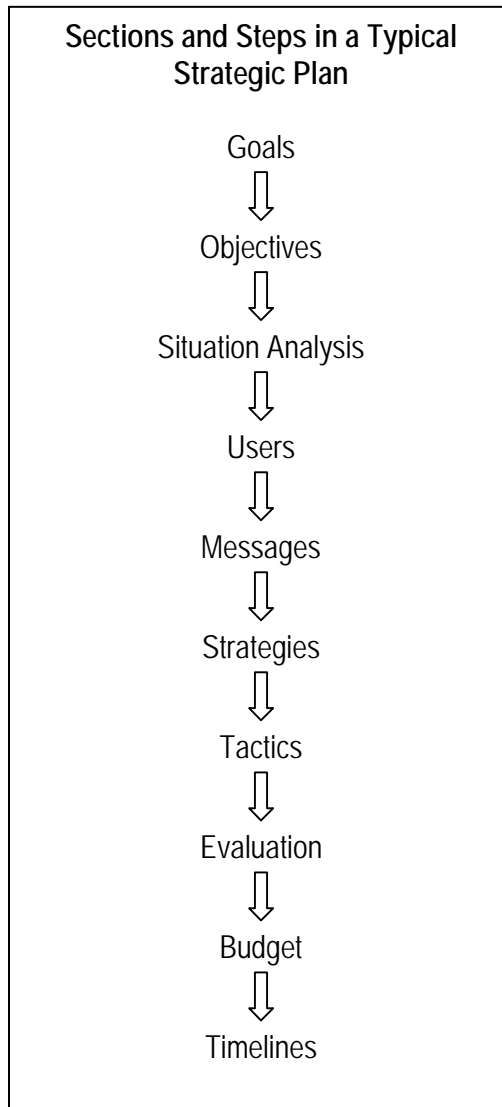 Sections and Steps in a Typical
Strategic Plan
Goals
Objectives
Situation Analysis
Users
Messages
Strategies
Tactics
Evaluation
Budget
Timelines